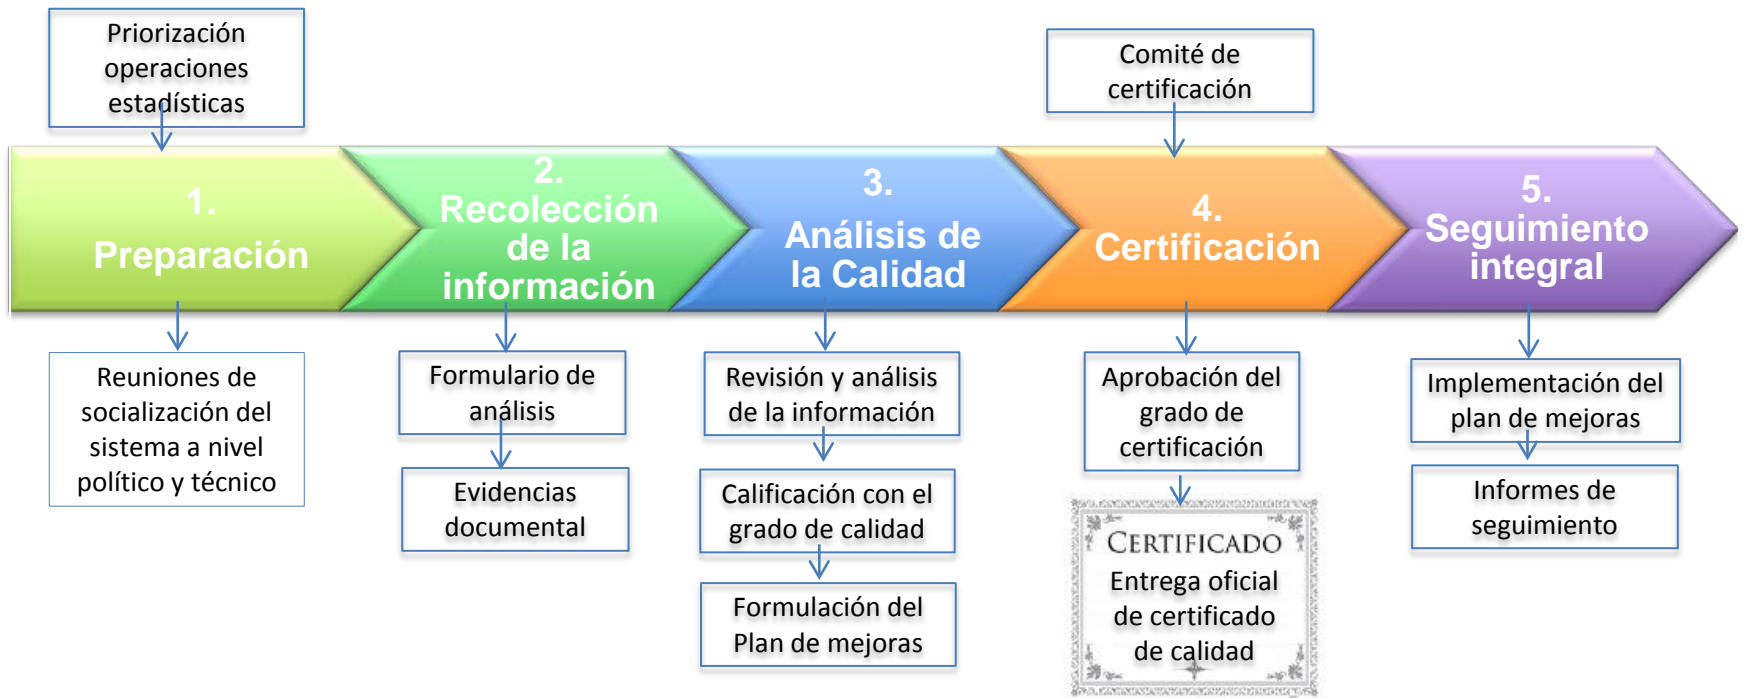 Priorización
operaciones
estadísticas
Comité de
certificación
1.
Preparación
2.
Recolección
de la
información
3.
Análisis de
la Calidad
4.
Certificación
5.
Seguimiento
integral
Reuniones de
socialización del
sistema a nivel
político y técnico
Formulario de
análisis
Evidencias
documental
Revisión y análisis
de la información
Calificación con el
grado de calidad
Formulación del
Plan de mejoras
Aprobación del
grado de
certificación
CERTIFICADO
Entrega oficial
de certificado
de calidad
Implementación del
plan de mejoras
Informes de
seguimiento